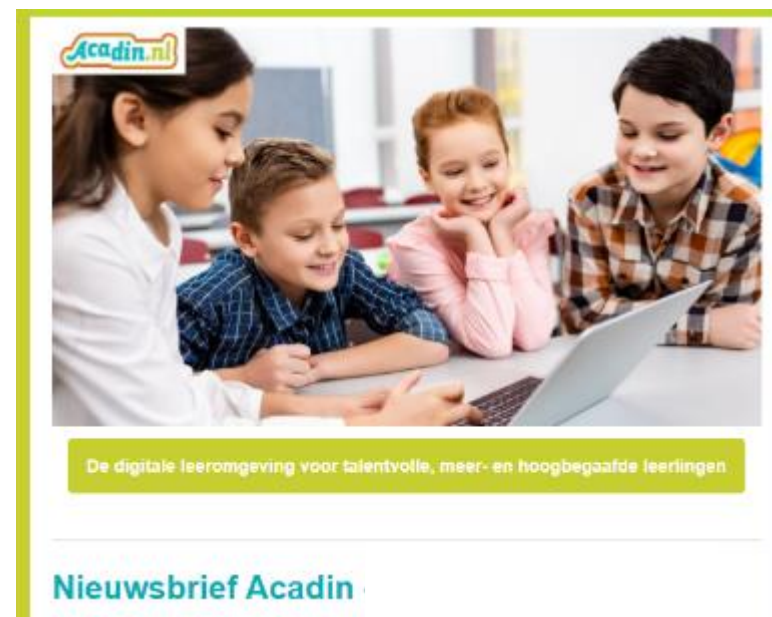 Acadin.nl
De digitale leeromgeving voor talentvolle, meer- en hoogbegaafde leerlingen
Nieuwsbrief Acadin